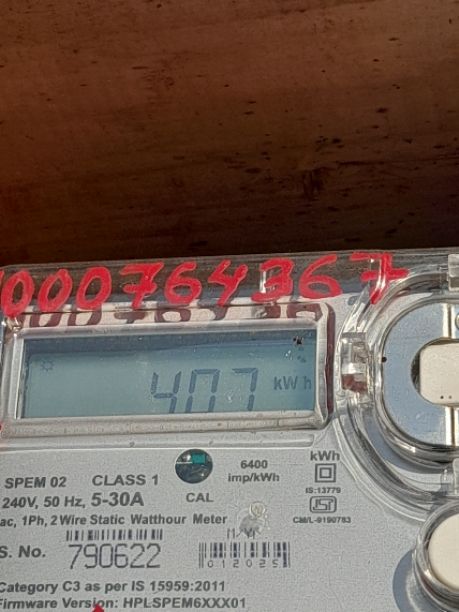 000764367
407 kWh
SPEM 02 CLASS 1 6400 imp/kWh kWh
240V, 50 Hz, 5-30A CAL IS:13779
ac, 1Ph, 2 Wire Static Watthour Meter CM/L-9190783
M/Y
S. No. 790622 012025
Category C3 as per IS 15959:2011
Firmware Version: HPLSPEM6XXX01